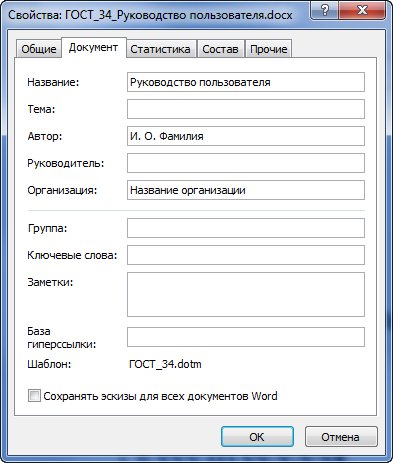 Свойства: ГОСТ_34_Руководство пользователя.docx
Общие Документ Статистика Состав Прочие
Название: Руководство пользователя
Тема:
Автор: И. О. Фамилия
Руководитель:
Организация: Название организации
Группа:
Ключевые слова:
Заметки:
База
гиперссылки:
Шаблон: ГОСТ_34.dotm
Сохранять эскизы для всех документов Word
ОК Отмена